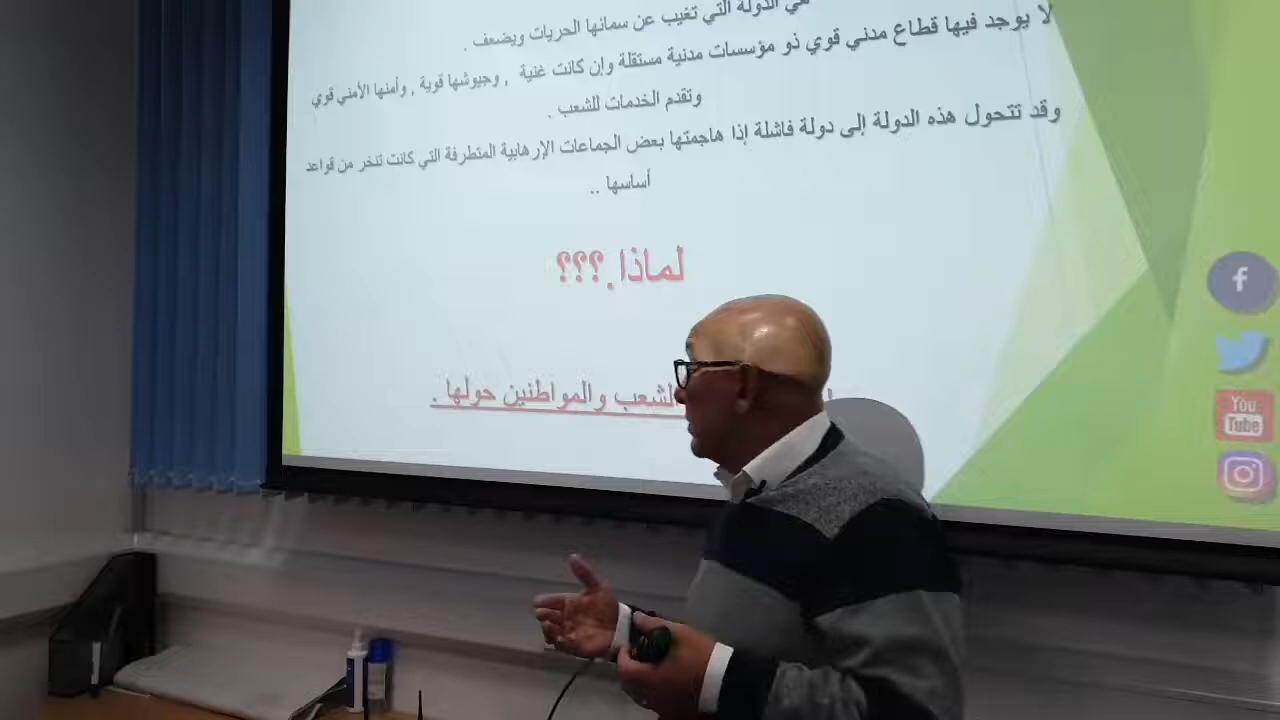 هي الدولة التي تغيب عن سماتها الحريات ويضعف .
لا يوجد فيها قطاع مدني قوي ذو مؤسسات مدنية مستقلة وإن كانت غنية , وجيوشها قوية , وأمنها الأمني قوي
وتقدم الخدمات للشعب .
وقد تتحول هذه الدولة إلى دولة فاشلة إذا هاجمتها بعض الجماعات الإرهابية المتطرفة التي كانت تنخر من قواعد
أساسها ..
لماذا.؟؟؟
الشعب والمواطنين حولها .
f
You
Tube